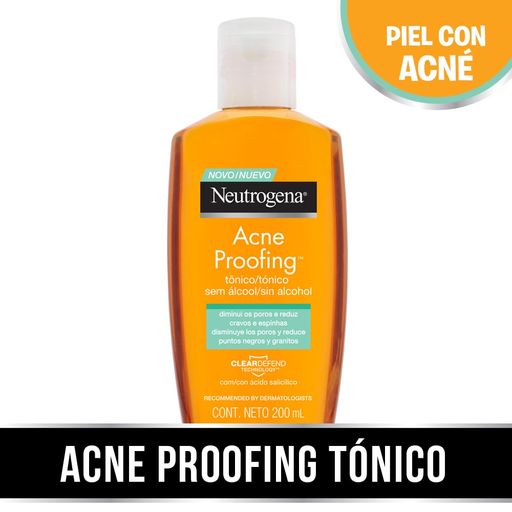 PIEL CON
ACNÉ
NOVO/NUEVO
Neutrogena®
Acne
Proofing™
tônico/tónico
sem álcool/sin alcohol
diminui os poros e reduz
cravos e espinhas
disminuye los poros y reduce
puntos negros y granitos
CLEARDEFEND
TECHNOLOGY™
com/con ácido salicílico
RECOMMENDED BY DERMATOLOGISTS
CONT. NETO 200 mL
ACNE PROOFING TÓNICO